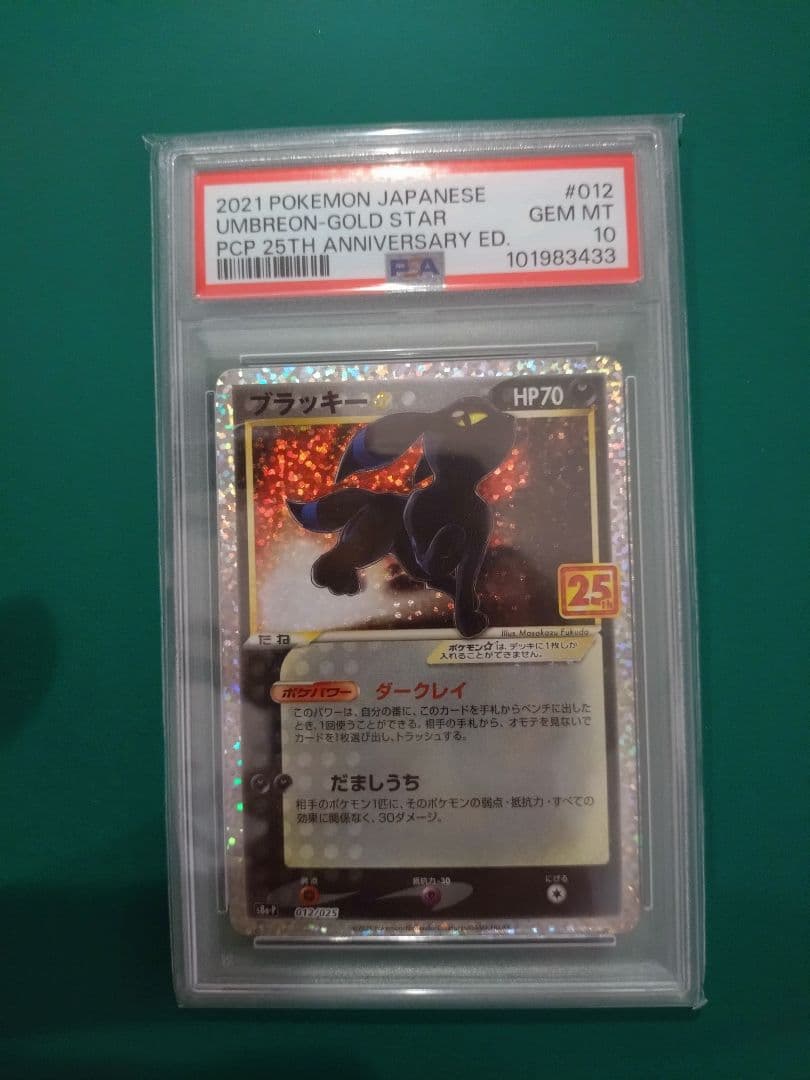 2021 POKEMON JAPANESE #012
UMBREON-GOLD STAR GEM MT
PCP 25TH ANNIVERSARY ED. 10
PSA 101983433
ブラッキー HP70
25th
Illus. Masakazu Fukuda
たね
ポケモン☆は、デッキに1枚しか
入れることができません。
ポケパワー ダークレイ
このパワーは、自分の番に、このカードを手札からベンチに出した
とき、1回使うことができる。相手の手札から、オモテを見ないで
カードを1枚選び出し、トラッシュする。
だましうち
相手のポケモン1匹に、そのポケモンの弱点・抵抗力・すべての
効果に関係なく、30ダメージ。
弱点 抵抗力-30 にげる
s8a-P 012/025